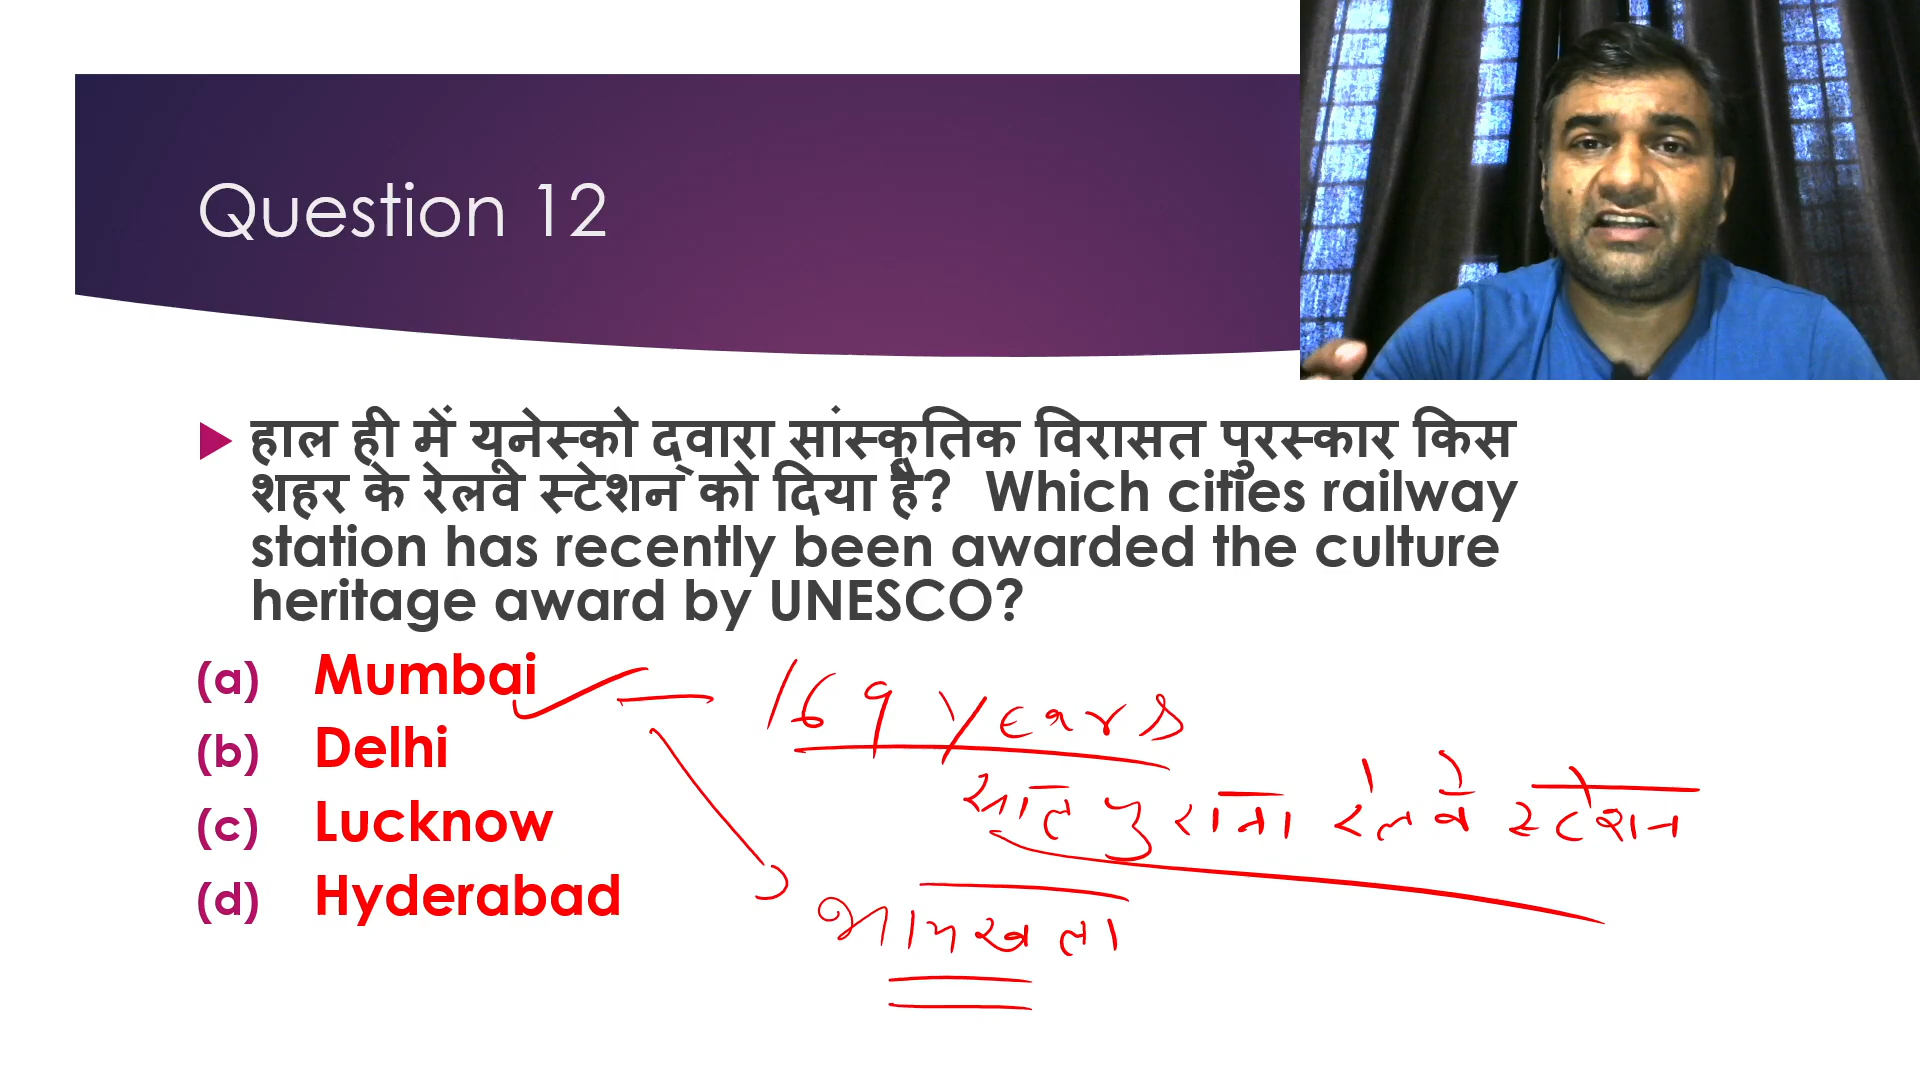 Question 12
हाल ही में यूनेस्को द्वारा सांस्कृतिक विरासत पुरस्कार किस
शहर के रेलवे स्टेशन को दिया है? Which cities railway
station has recently been awarded the culture
heritage award by UNESCO?
(a) Mumbai
169 years
(b) Delhi
पुराना रेलवे स्टेशन
(c) Lucknow
(d) Hyderabad
भायखला